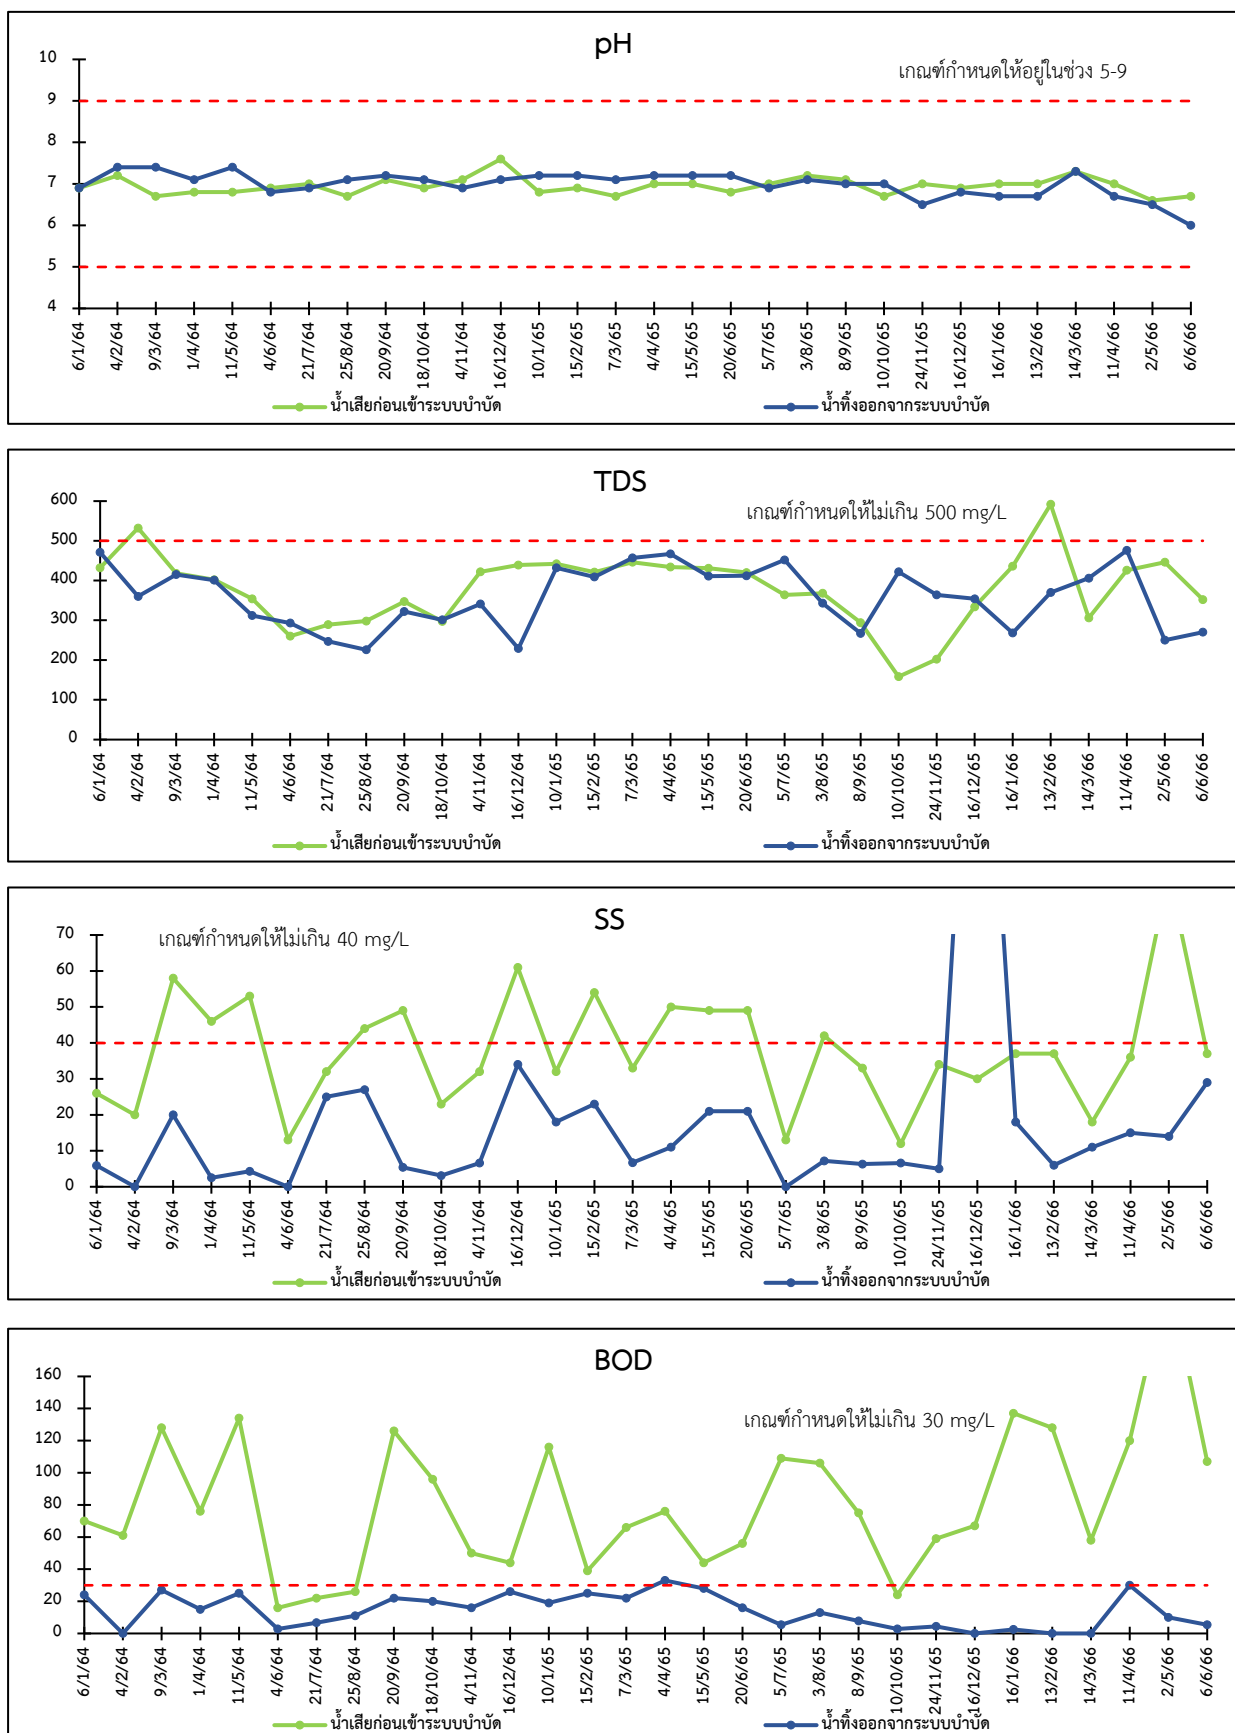 pH
เกณฑ์กำหนดให้อยู่ในช่วง 5-9
10
9
8
7
6
5
4
6/1/64 4/2/64 9/3/64 1/4/64 11/5/64 4/6/64 21/7/64 25/8/64 20/9/64 18/10/64 4/11/64 16/12/64 10/1/65 15/2/65 7/3/65 4/4/65 15/5/65 20/6/65 5/7/65 3/8/65 8/9/65 10/10/65 24/11/65 16/12/65 16/1/66 13/2/66 14/3/66 11/4/66 2/5/66 6/6/66
น้ำเสียก่อนเข้าระบบบำบัด น้ำทิ้งออกจากระบบบำบัด
TDS
เกณฑ์กำหนดให้ไม่เกิน 500 mg/L
600
500
400
300
200
100
0
6/1/64 4/2/64 9/3/64 1/4/64 11/5/64 4/6/64 21/7/64 25/8/64 20/9/64 18/10/64 4/11/64 16/12/64 10/1/65 15/2/65 7/3/65 4/4/65 15/5/65 20/6/65 5/7/65 3/8/65 8/9/65 10/10/65 24/11/65 16/12/65 16/1/66 13/2/66 14/3/66 11/4/66 2/5/66 6/6/66
น้ำเสียก่อนเข้าระบบบำบัด น้ำทิ้งออกจากระบบบำบัด
SS
เกณฑ์กำหนดให้ไม่เกิน 40 mg/L
70
60
50
40
30
20
10
0
6/1/64 4/2/64 9/3/64 1/4/64 11/5/64 4/6/64 21/7/64 25/8/64 20/9/64 18/10/64 4/11/64 16/12/64 10/1/65 15/2/65 7/3/65 4/4/65 15/5/65 20/6/65 5/7/65 3/8/65 8/9/65 10/10/65 24/11/65 16/12/65 16/1/66 13/2/66 14/3/66 11/4/66 2/5/66 6/6/66
น้ำเสียก่อนเข้าระบบบำบัด น้ำทิ้งออกจากระบบบำบัด
BOD
เกณฑ์กำหนดให้ไม่เกิน 30 mg/L
160
140
120
100
80
60
40
20
0
6/1/64 4/2/64 9/3/64 1/4/64 11/5/64 4/6/64 21/7/64 25/8/64 20/9/64 18/10/64 4/11/64 16/12/64 10/1/65 15/2/65 7/3/65 4/4/65 15/5/65 20/6/65 5/7/65 3/8/65 8/9/65 10/10/65 24/11/65 16/12/65 16/1/66 13/2/66 14/3/66 11/4/66 2/5/66 6/6/66
น้ำเสียก่อนเข้าระบบบำบัด น้ำทิ้งออกจากระบบบำบัด